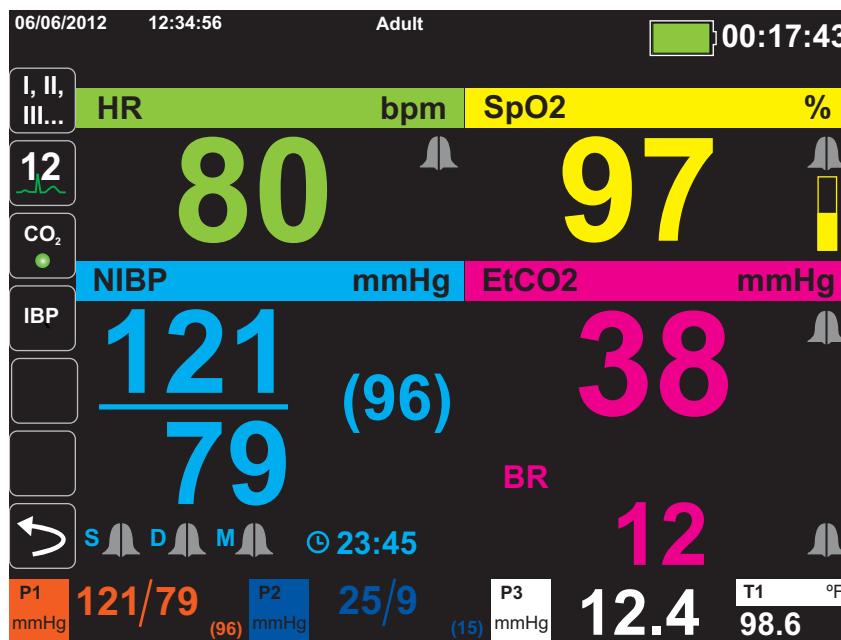 06/06/2012 12:34:56 Adult 00:17:43
I, II,
III...
HR bpm SpO2 %
80 97
12
CO₂
NIBP mmHg EtCO2 mmHg
IBP
121 38
(96)
79
BR
12
S D M 23:45
P1 121/79 P2 25/9 P3 12.4 T1 ºF
mmHg (96) mmHg (15) mmHg 98.6